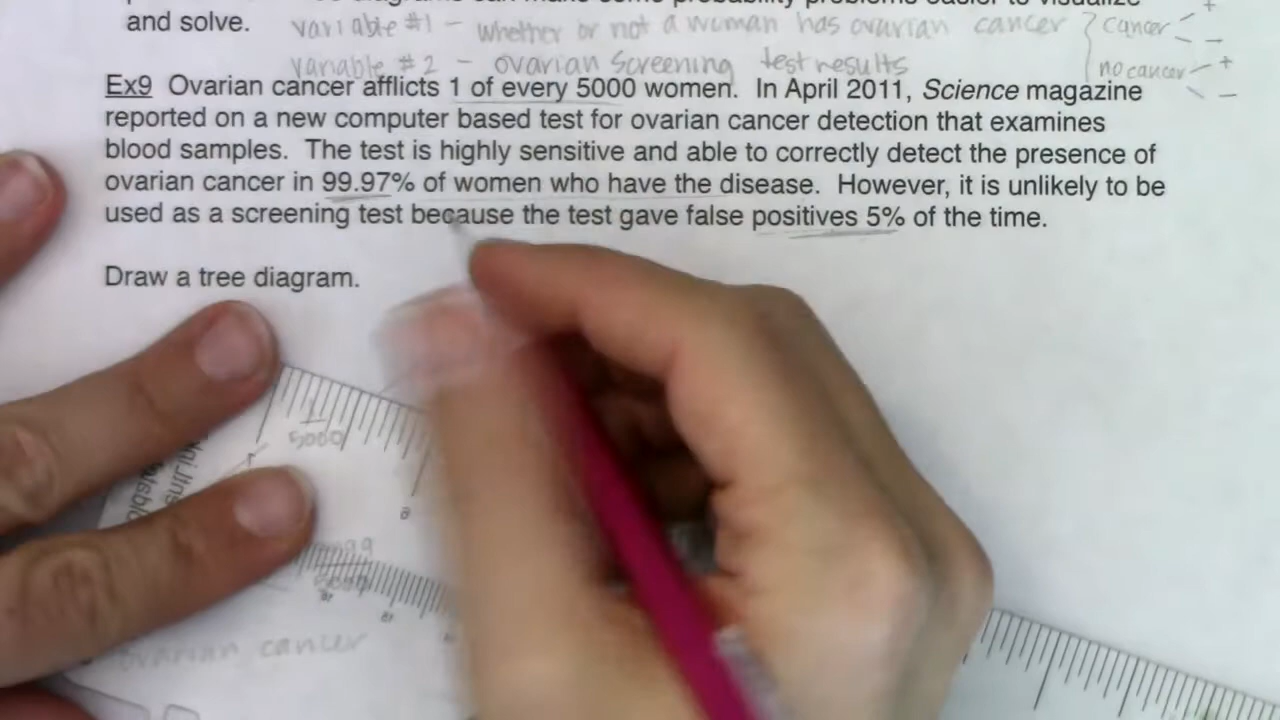 and solve. variable #1 - whether or not a woman has ovarian cancer cancer + -
variable #2 - ovarian screening test results no cancer + -
Ex9 Ovarian cancer afflicts 1 of every 5000 women. In April 2011, Science magazine
reported on a new computer based test for ovarian cancer detection that examines
blood samples. The test is highly sensitive and able to correctly detect the presence of
ovarian cancer in 99.97% of women who have the disease. However, it is unlikely to be
used as a screening test because the test gave false positives 5% of the time.
Draw a tree diagram.
1
5000
ovarian cancer